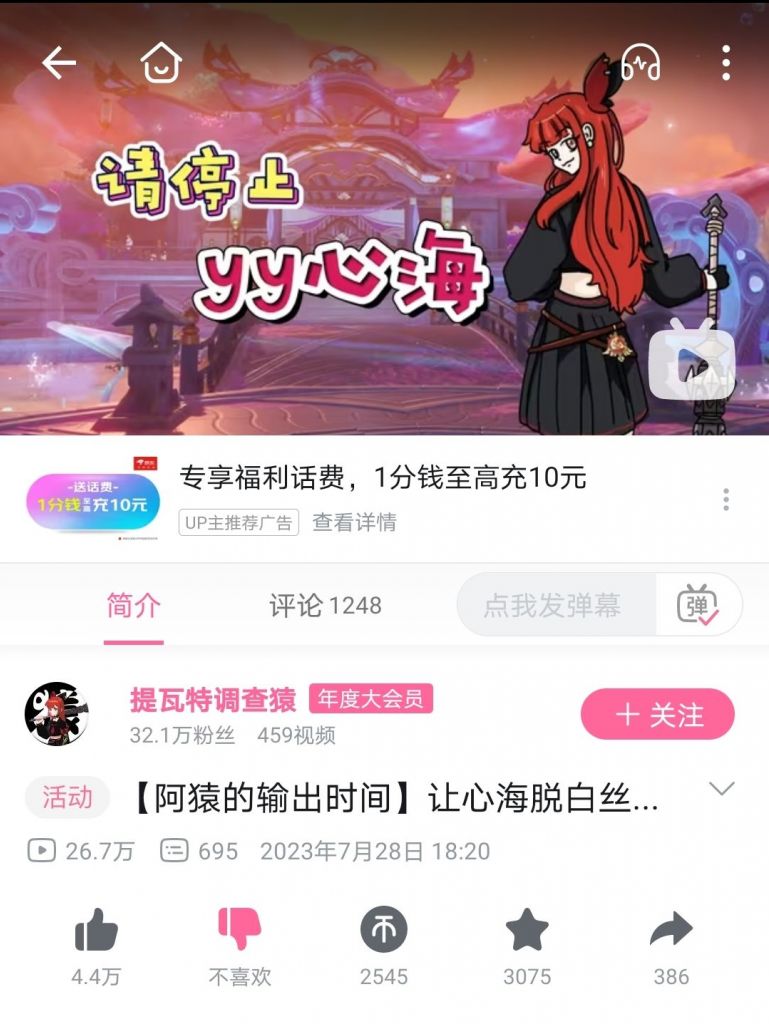 请停止
yy心海
-送话费-
1分钱至高充10元
专享福利话费，1分钱至高充10元
UP主推荐广告 查看详情
简介 评论 1248 点我发弹幕 弹
提瓦特调查猿 年度大会员
32.1万粉丝 459视频
+ 关注
活动 【阿猿的输出时间】让心海脱白丝...
26.7万 695 2023年7月28日 18:20
4.4万 不喜欢 2545 3075 386